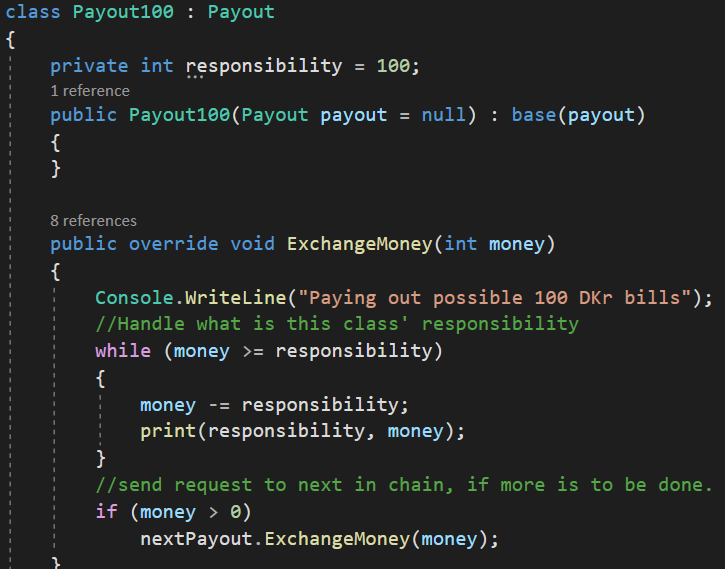 class Payout100 : Payout
{
private int responsibility = 100;
1 reference
public Payout100(Payout payout = null) : base(payout)
{
}
8 references
public override void ExchangeMoney(int money)
{
Console.WriteLine("Paying out possible 100 DKr bills");
//Handle what is this class' responsibility
while (money >= responsibility)
{
money -= responsibility;
print(responsibility, money);
}
//send request to next in chain, if more is to be done.
if (money > 0)
nextPayout.ExchangeMoney(money);
}